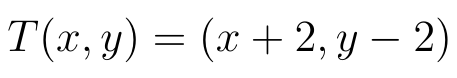 T(x, y) = (x + 2, y − 2)